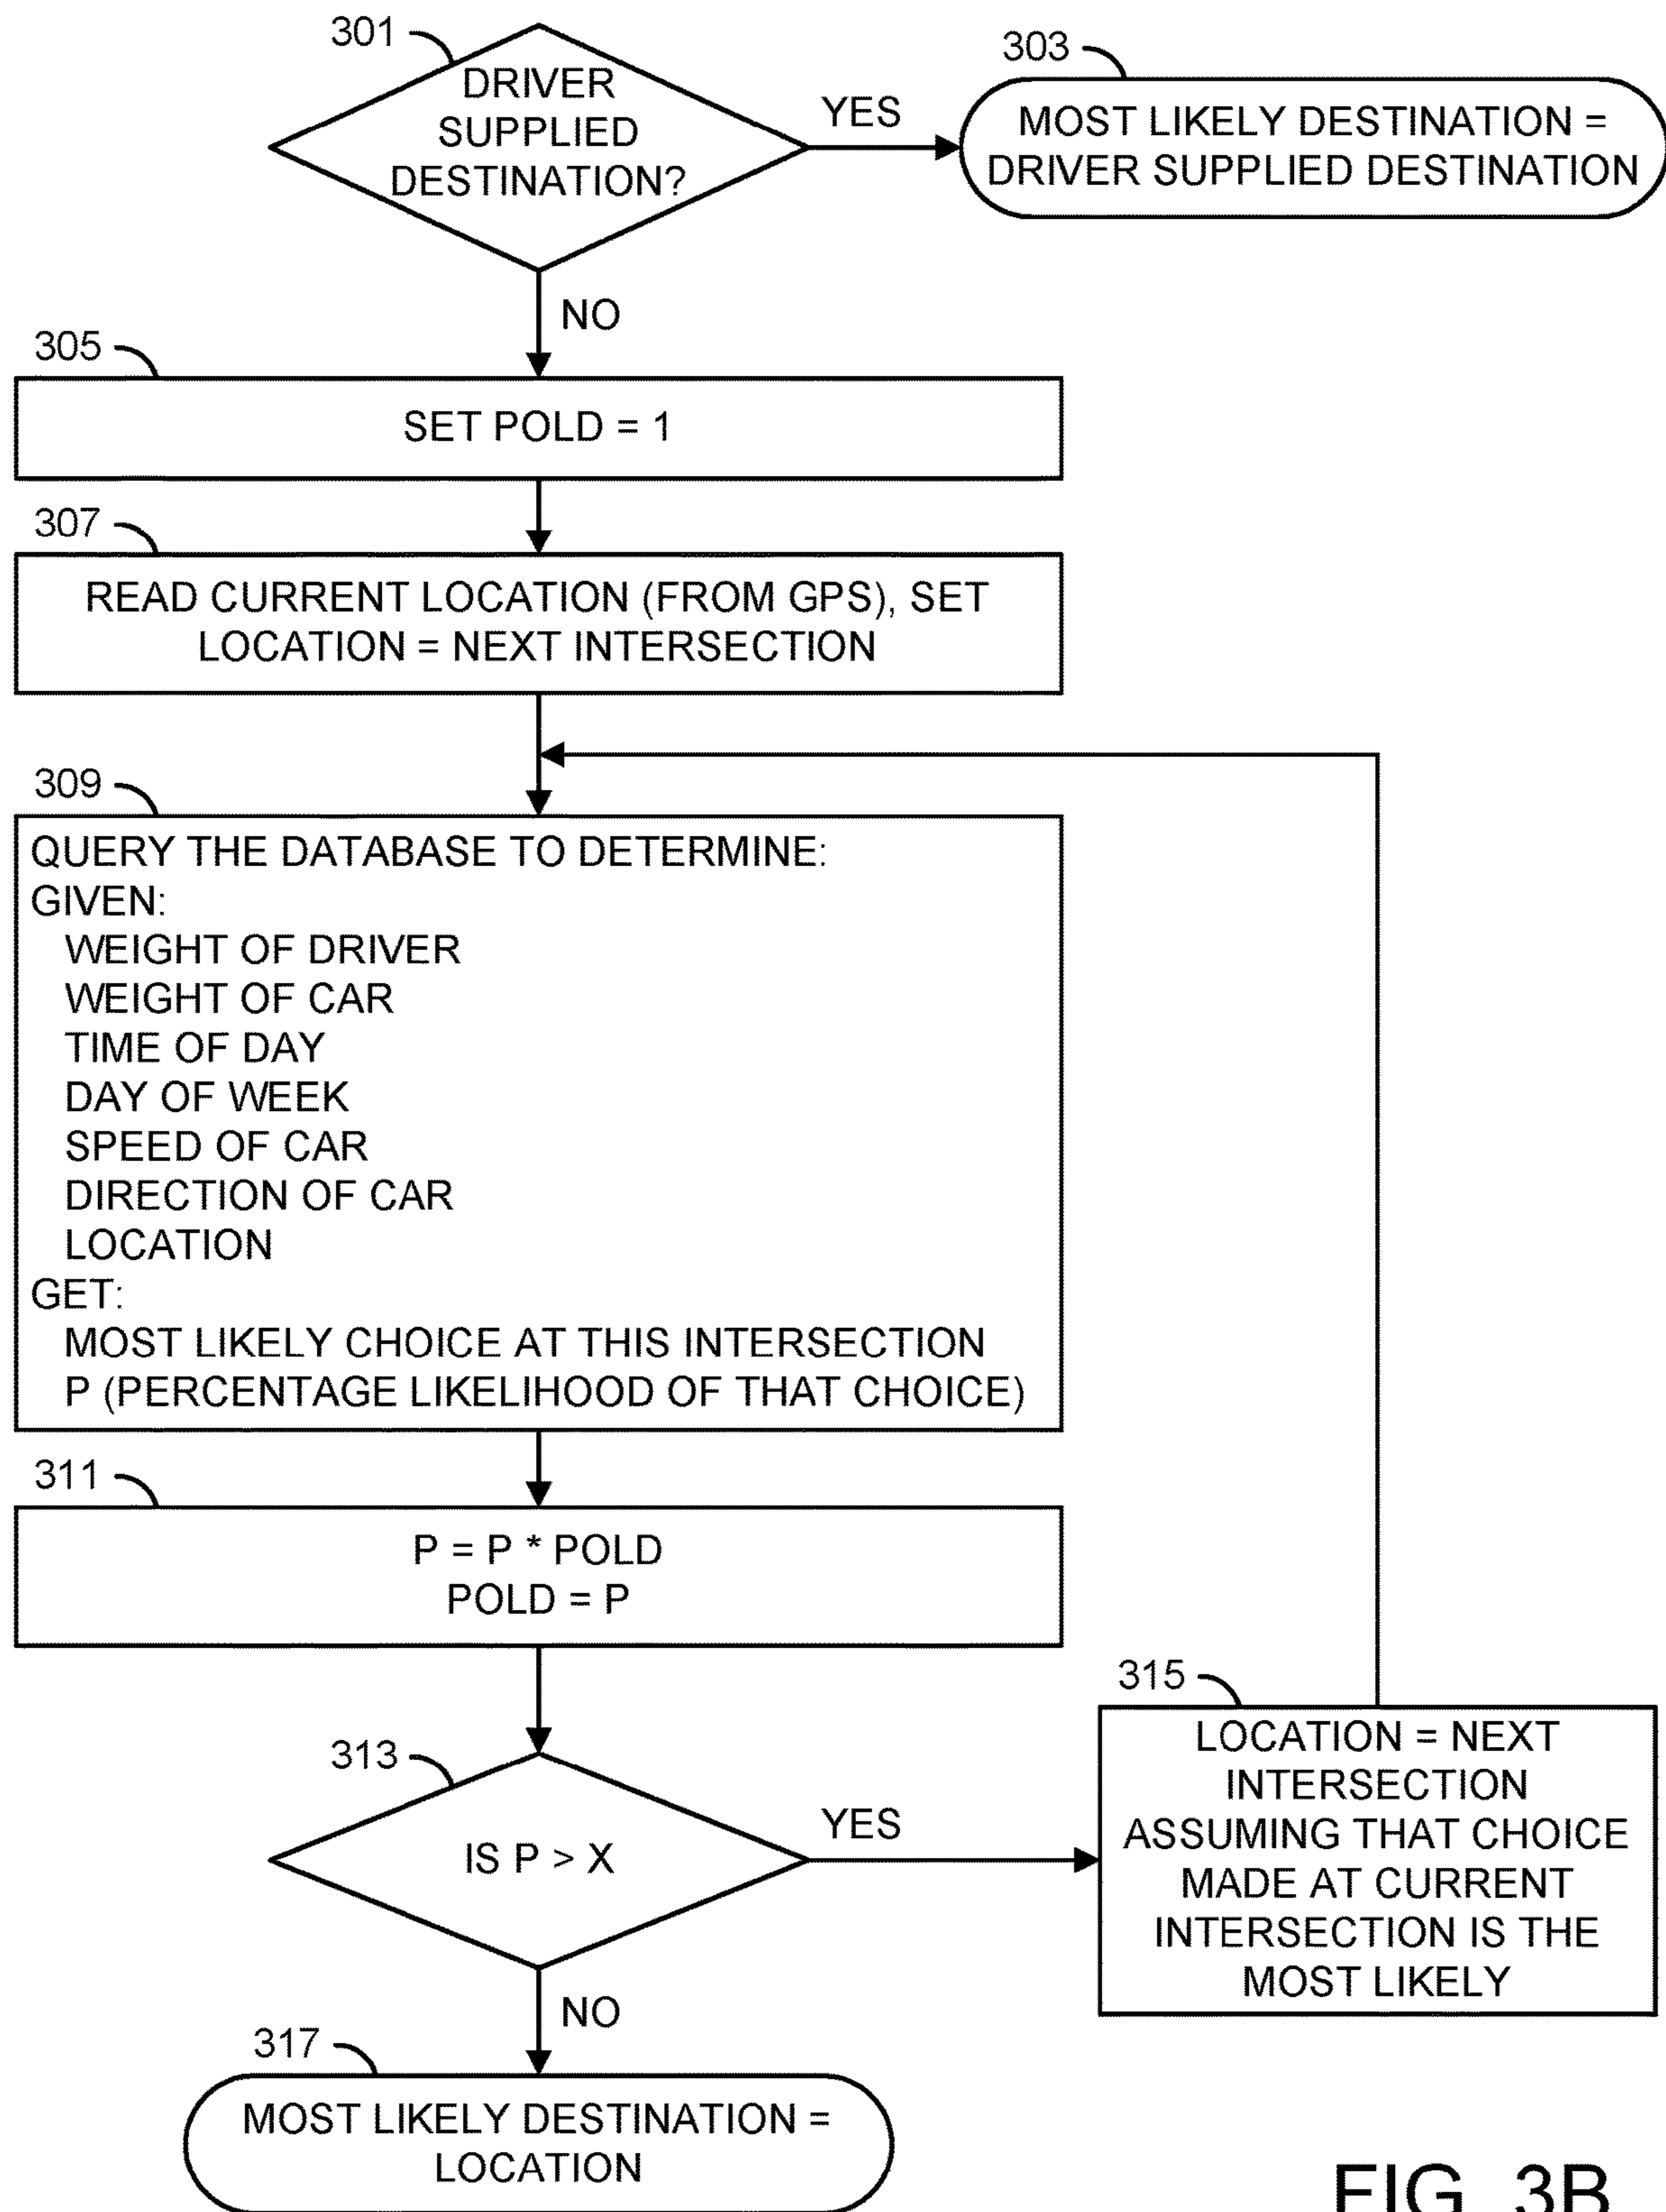 301
DRIVER
SUPPLIED
DESTINATION?
YES
303
MOST LIKELY DESTINATION =
DRIVER SUPPLIED DESTINATION
NO
305
SET POLD = 1
307
READ CURRENT LOCATION (FROM GPS), SET
LOCATION = NEXT INTERSECTION
309
QUERY THE DATABASE TO DETERMINE:
GIVEN:
WEIGHT OF DRIVER
WEIGHT OF CAR
TIME OF DAY
DAY OF WEEK
SPEED OF CAR
DIRECTION OF CAR
LOCATION
GET:
MOST LIKELY CHOICE AT THIS INTERSECTION
P (PERCENTAGE LIKELIHOOD OF THAT CHOICE)
311
P = P * POLD
POLD = P
313
IS P > X
YES
315
LOCATION = NEXT
INTERSECTION
ASSUMING THAT CHOICE
MADE AT CURRENT
INTERSECTION IS THE
MOST LIKELY
NO
317
MOST LIKELY DESTINATION =
LOCATION
FIG. 3B